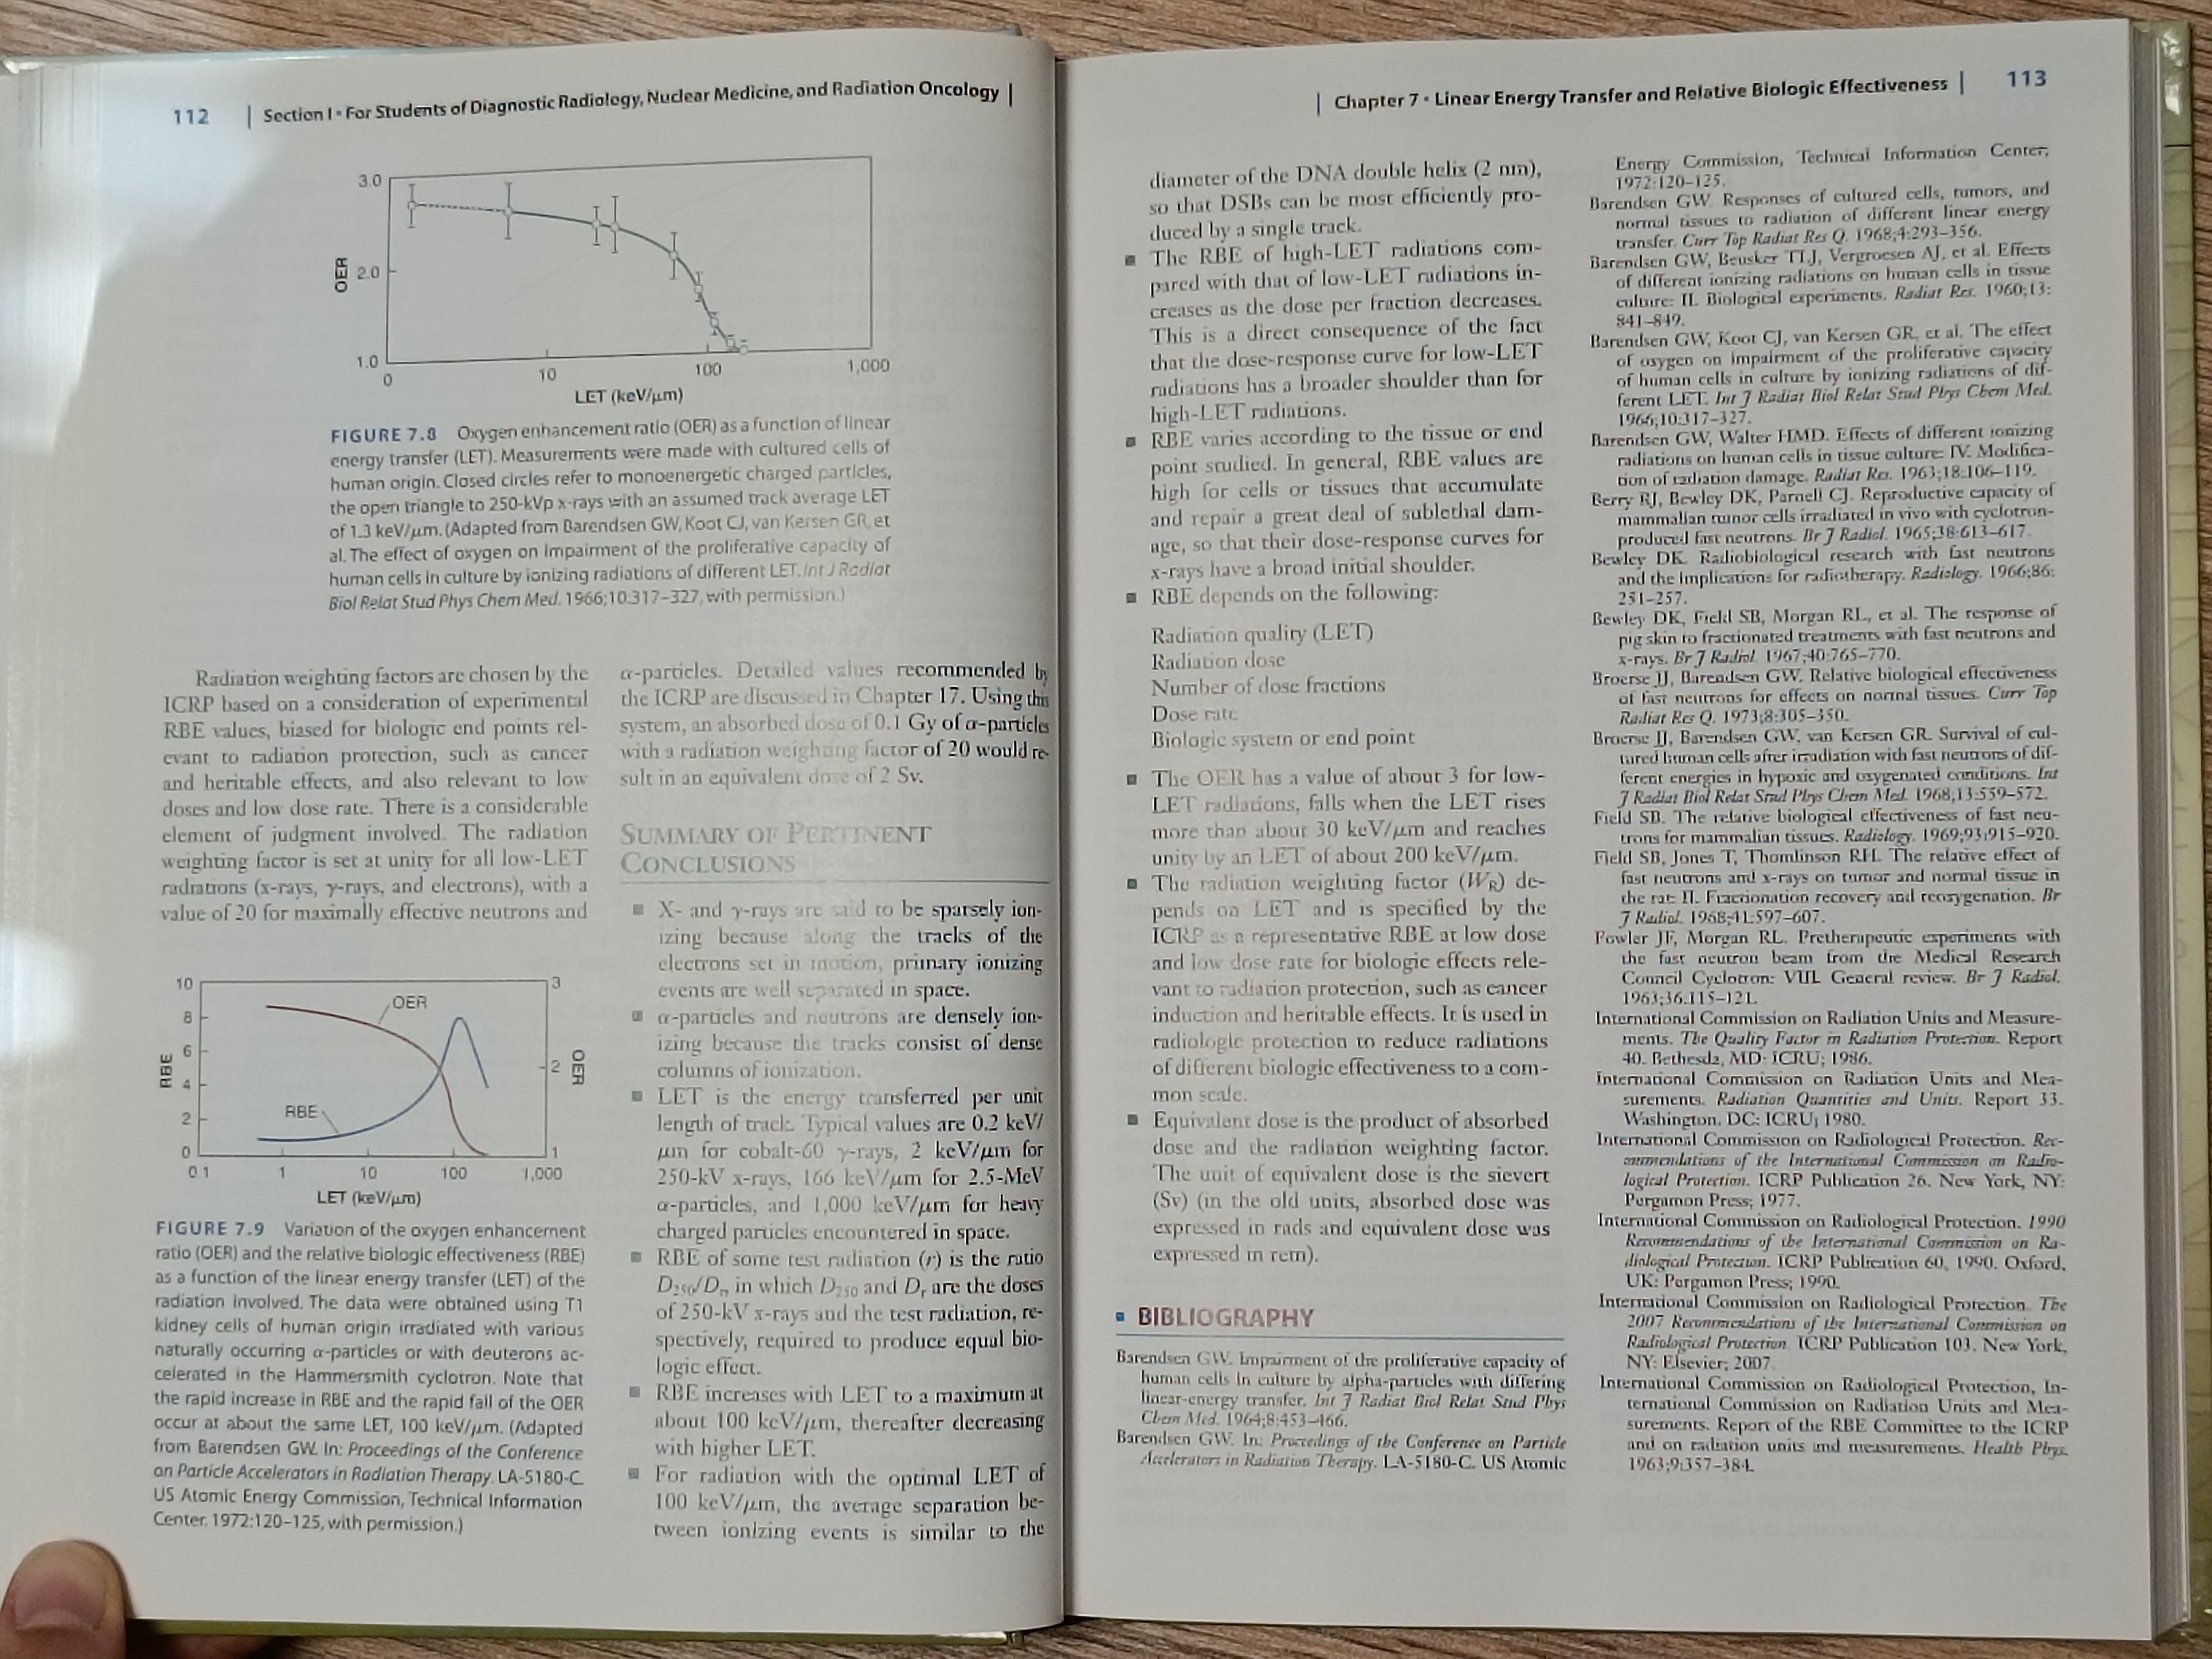 112 | Section I • For Students of Diagnostic Radiology, Nuclear Medicine, and Radiation Oncology |
3.0
2.0
1.0
OER
0
10
100
1,000
LET (keV/μm)
FIGURE 7.8 Oxygen enhancement ratio (OER) as a function of linear
energy transfer (LET). Measurements were made with cultured cells of
human origin. Closed circles refer to monoenergetic charged particles,
the open triangle to 250-kVp x-rays with an assumed track average LET
of 1.3 keV/μm. (Adapted from Barendsen GW, Koot CJ, van Kersen GR, et
al. The effect of oxygen on impairment of the proliferative capacity of
human cells in culture by ionizing radiations of different LET. Int J Radiat
Biol Relat Stud Phys Chem Med. 1966;10:317–327, with permission.)
Radiation weighting factors are chosen by the
ICRP based on a consideration of experimental
RBE values, biased for biologic end points rel-
evant to radiation protection, such as cancer
and heritable effects, and also relevant to low
doses and low dose rate. There is a considerable
element of judgment involved. The radiation
weighting factor is set at unity for all low-LET
radiations (x-rays, γ-rays, and electrons), with a
value of 20 for maximally effective neutrons and
10
8
6
4
2
0
RBE
OER
RBE
3
2
1
OER
0.1
1
10
100
1,000
LET (keV/μm)
FIGURE 7.9 Variation of the oxygen enhancement
ratio (OER) and the relative biologic effectiveness (RBE)
as a function of the linear energy transfer (LET) of the
radiation involved. The data were obtained using T1
kidney cells of human origin irradiated with various
naturally occurring α-particles or with deuterons ac-
celerated in the Hammersmith cyclotron. Note that
the rapid increase in RBE and the rapid fall of the OER
occur at about the same LET, 100 keV/μm. (Adapted
from Barendsen GW. In: Proceedings of the Conference
on Particle Accelerators in Radiation Therapy. LA-5180-C.
US Atomic Energy Commission, Technical Information
Center. 1972:120–125, with permission.)
α-particles. Detailed values recommended by
the ICRP are discussed in Chapter 17. Using this
system, an absorbed dose of 0.1 Gy of α-particles
with a radiation weighting factor of 20 would re-
sult in an equivalent dose of 2 Sv.
SUMMARY OF PERTINENT
CONCLUSIONS
■ X- and γ-rays are said to be sparsely ion-
izing because along the tracks of the
electrons set in motion, primary ionizing
events are well separated in space.
■ α-particles and neutrons are densely ion-
izing because the tracks consist of dense
columns of ionization.
■ LET is the energy transferred per unit
length of track. Typical values are 0.2 keV/
μm for cobalt-60 γ-rays, 2 keV/μm for
250-kV x-rays, 166 keV/μm for 2.5-MeV
α-particles, and 1,000 keV/μm for heavy
charged particles encountered in space.
■ RBE of some test radiation (r) is the ratio
D250/Dr, in which D250 and Dr are the doses
of 250-kV x-rays and the test radiation, re-
spectively, required to produce equal bio-
logic effect.
■ RBE increases with LET to a maximum at
about 100 keV/μm, thereafter decreasing
with higher LET.
■ For radiation with the optimal LET of
100 keV/μm, the average separation be-
tween ionizing events is similar to the
| Chapter 7 • Linear Energy Transfer and Relative Biologic Effectiveness | 113
diameter of the DNA double helix (2 nm),
so that DSBs can be most efficiently pro-
duced by a single track.
■ The RBE of high-LET radiations com-
pared with that of low-LET radiations in-
creases as the dose per fraction decreases.
This is a direct consequence of the fact
that the dose-response curve for low-LET
radiations has a broader shoulder than for
high-LET radiations.
■ RBE varies according to the tissue or end
point studied. In general, RBE values are
high for cells or tissues that accumulate
and repair a great deal of sublethal dam-
age, so that their dose-response curves for
x-rays have a broad initial shoulder.
■ RBE depends on the following:
Radiation quality (LET)
Radiation dose
Number of dose fractions
Dose rate
Biologic system or end point
■ The OER has a value of about 3 for low-
LET radiations, falls when the LET rises
more than about 30 keV/μm and reaches
unity by an LET of about 200 keV/μm.
■ The radiation weighting factor (WR) de-
pends on LET and is specified by the
ICRP as a representative RBE at low dose
and low dose rate for biologic effects rele-
vant to radiation protection, such as cancer
induction and heritable effects. It is used in
radiologic protection to reduce radiations
of different biologic effectiveness to a com-
mon scale.
■ Equivalent dose is the product of absorbed
dose and the radiation weighting factor.
The unit of equivalent dose is the sievert
(Sv) (in the old units, absorbed dose was
expressed in rads and equivalent dose was
expressed in rem).
▪ BIBLIOGRAPHY
Barendsen GW. Impairment of the proliferative capacity of
human cells in culture by alpha-particles with differing
linear-energy transfer. Int J Radiat Biol Relat Stud Phys
Chem Med. 1964;8:453–466.
Barendsen GW. In: Proceedings of the Conference on Particle
Accelerators in Radiation Therapy. LA-5180-C. US Atomic
Energy Commission, Technical Information Center,
1972:120–125.
Barendsen GW. Responses of cultured cells, tumors, and
normal tissues to radiation of different linear energy
transfer. Curr Top Radiat Res Q. 1968;4:293–356.
Barendsen GW, Beusker TLJ, Vergroesen AJ, et al. Effects
of different ionizing radiations on human cells in tissue
culture: II. Biological experiments. Radiat Res. 1960;13:
841–849.
Barendsen GW, Koot CJ, van Kersen GR, et al. The effect
of oxygen on impairment of the proliferative capacity
of human cells in culture by ionizing radiations of dif-
ferent LET. Int J Radiat Biol Relat Stud Phys Chem Med.
1966;10:317–327.
Barendsen GW, Walter HMD. Effects of different ionizing
radiations on human cells in tissue culture: IV. Modifica-
tion of radiation damage. Radiat Res. 1963;18:106–119.
Berry RJ, Bewley DK, Parnell CJ. Reproductive capacity of
mammalian tumor cells irradiated in vivo with cyclotron-
produced fast neutrons. Br J Radiol. 1965;38:613–617.
Bewley DK. Radiobiological research with fast neutrons
and the implications for radiotherapy. Radiology. 1966;86:
251–257.
Bewley DK, Field SB, Morgan RL, et al. The response of
pig skin to fractionated treatments with fast neutrons and
x-rays. Br J Radiol. 1967;40:765–770.
Broerse JJ, Barendsen GW. Relative biological effectiveness
of fast neutrons for effects on normal tissues. Curr Top
Radiat Res Q. 1973;8:305–350.
Broerse JJ, Barendsen GW, van Kersen GR. Survival of cul-
tured human cells after irradiation with fast neutrons of dif-
ferent energies in hypoxic and oxygenated conditions. Int
J Radiat Biol Relat Stud Phys Chem Med. 1968;13:559–572.
Field SB. The relative biological effectiveness of fast neu-
trons for mammalian tissues. Radiology. 1969;93:915–920.
Field SB, Jones T, Thomlinson RH. The relative effect of
fast neutrons and x-rays on tumor and normal tissue in
the rat: II. Fractionation recovery and reoxygenation. Br
J Radiol. 1968;41:597–607.
Fowler JF, Morgan RL. Pretherapeutic experiments with
the fast neutron beam from the Medical Research
Council Cyclotron: VIII. General review. Br J Radiol.
1963;36:115–121.
International Commission on Radiation Units and Measure-
ments. The Quality Factor in Radiation Protection. Report
40. Bethesda, MD: ICRU; 1986.
International Commission on Radiation Units and Mea-
surements. Radiation Quantities and Units. Report 33.
Washington, DC: ICRU; 1980.
International Commission on Radiological Protection. Rec-
ommendations of the International Commission on Radio-
logical Protection. ICRP Publication 26. New York, NY:
Pergamon Press; 1977.
International Commission on Radiological Protection. 1990
Recommendations of the International Commission on Ra-
diological Protection. ICRP Publication 60, 1990. Oxford,
UK: Pergamon Press; 1990.
International Commission on Radiological Protection. The
2007 Recommendations of the International Commission on
Radiological Protection. ICRP Publication 103. New York,
NY: Elsevier; 2007.
International Commission on Radiological Protection, In-
ternational Commission on Radiation Units and Mea-
surements. Report of the RBE Committee to the ICRP
and on radiation units and measurements. Health Phys.
1963;9:357–384.